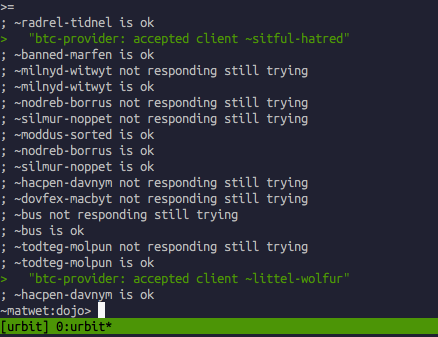 >=
; ~radrel-tidnel is ok
>   "btc-provider: accepted client ~sitful-hatred"
; ~banned-marfen is ok
; ~milnyd-witwyt not responding still trying
; ~milnyd-witwyt is ok
; ~nodreb-borrus not responding still trying
; ~silmur-noppet not responding still trying
; ~moddus-sorted is ok
; ~nodreb-borrus is ok
; ~silmur-noppet is ok
; ~hacpen-davnym not responding still trying
; ~dovfex-macbyt not responding still trying
; ~bus not responding still trying
; ~bus is ok
; ~todteg-molpun not responding still trying
; ~todteg-molpun is ok
>   "btc-provider: accepted client ~littel-wolfur"
; ~hacpen-davnym is ok
~matwet:dojo>
[urbit] 0:urbit*